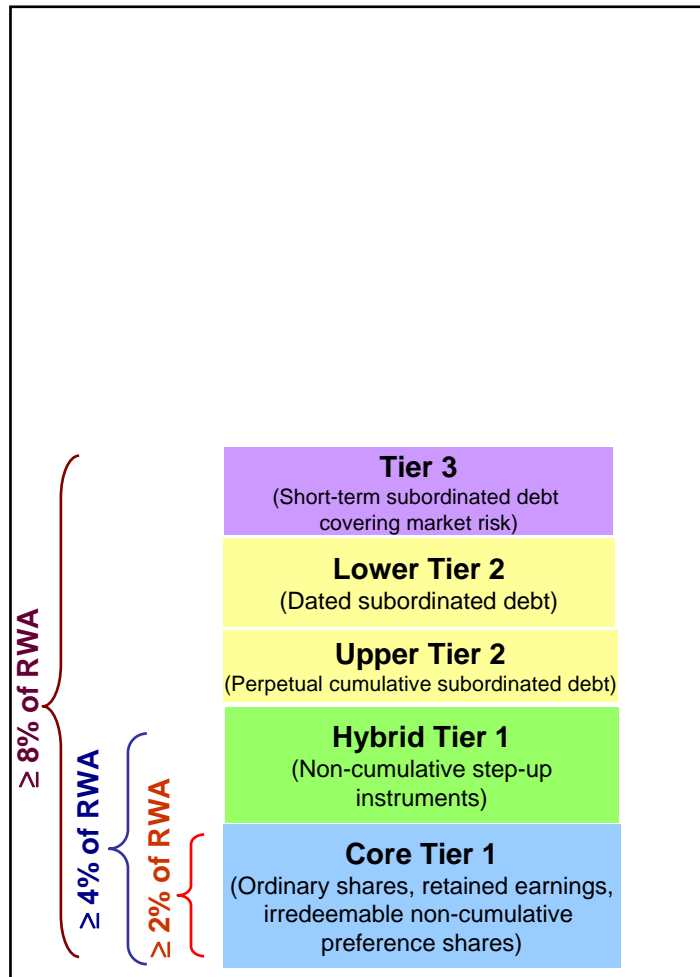 Tier 3
(Short-term subordinated debt
covering market risk)
Lower Tier 2
(Dated subordinated debt)
Upper Tier 2
(Perpetual cumulative subordinated debt)
Hybrid Tier 1
(Non-cumulative step-up
instruments)
Core Tier 1
(Ordinary shares, retained earnings,
irredeemable non-cumulative
preference shares)
≥ 8% of RWA
≥ 4% of RWA
≥ 2% of RWA